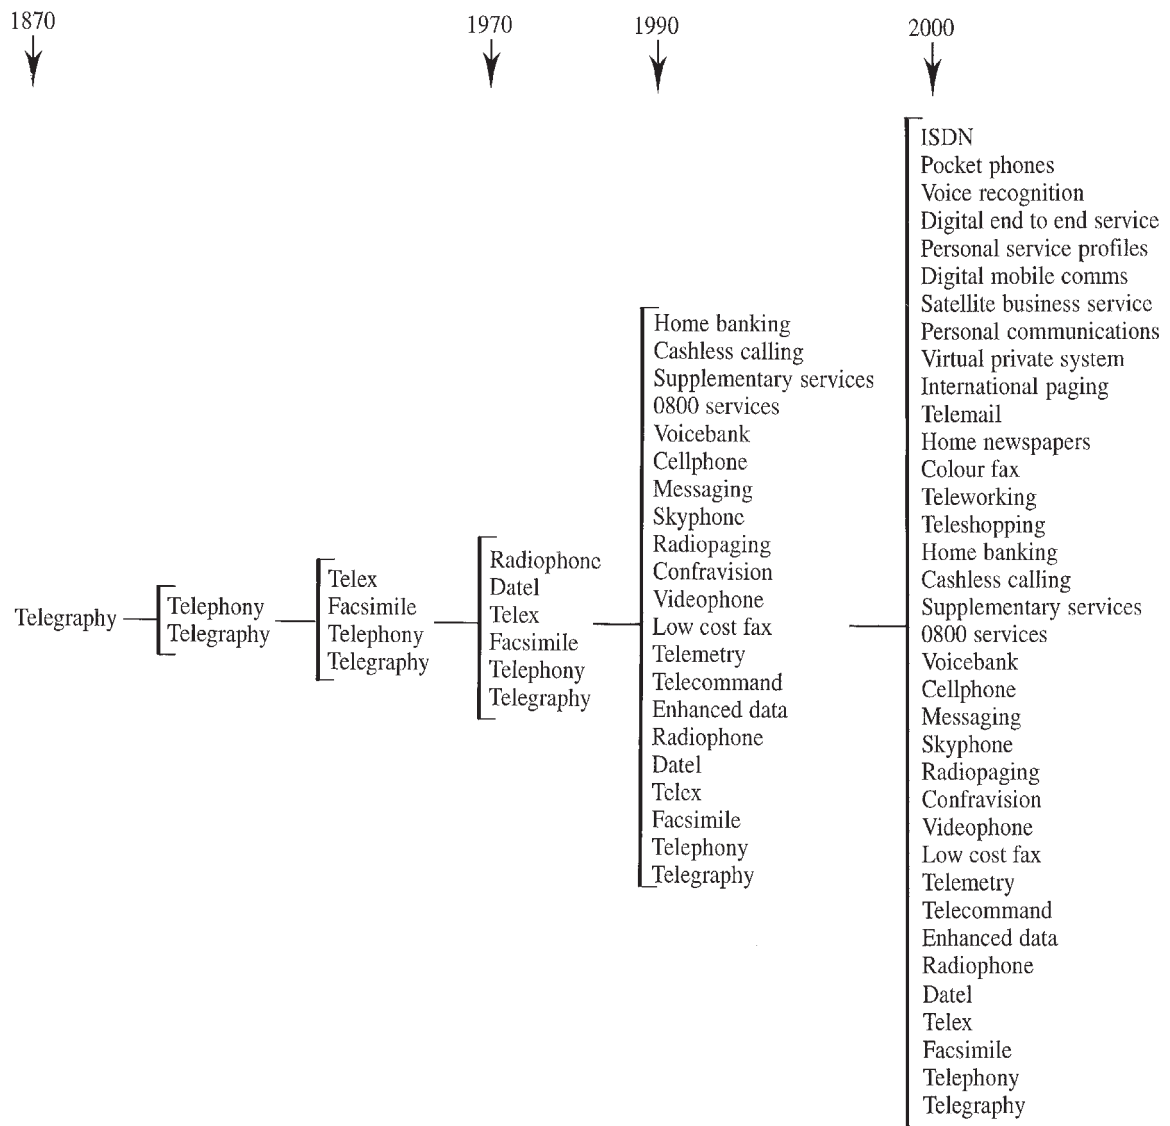 1870
1970
1990
2000
Telegraphy
Telephony
Telegraphy
Telex
Facsimile
Telephony
Telegraphy
Radiophone
Datel
Telex
Facsimile
Telephony
Telegraphy
Home banking
Cashless calling
Supplementary services
0800 services
Voicebank
Cellphone
Messaging
Skyphone
Radiopaging
Confravision
Videophone
Low cost fax
Telemetry
Telecommand
Enhanced data
Radiophone
Datel
Telex
Facsimile
Telephony
Telegraphy
ISDN
Pocket phones
Voice recognition
Digital end to end service
Personal service profiles
Digital mobile comms
Satellite business service
Personal communications
Virtual private system
International paging
Telemail
Home newspapers
Colour fax
Teleworking
Teleshopping
Home banking
Cashless calling
Supplementary services
0800 services
Voicebank
Cellphone
Messaging
Skyphone
Radiopaging
Confravision
Videophone
Low cost fax
Telemetry
Telecommand
Enhanced data
Radiophone
Datel
Telex
Facsimile
Telephony
Telegraphy